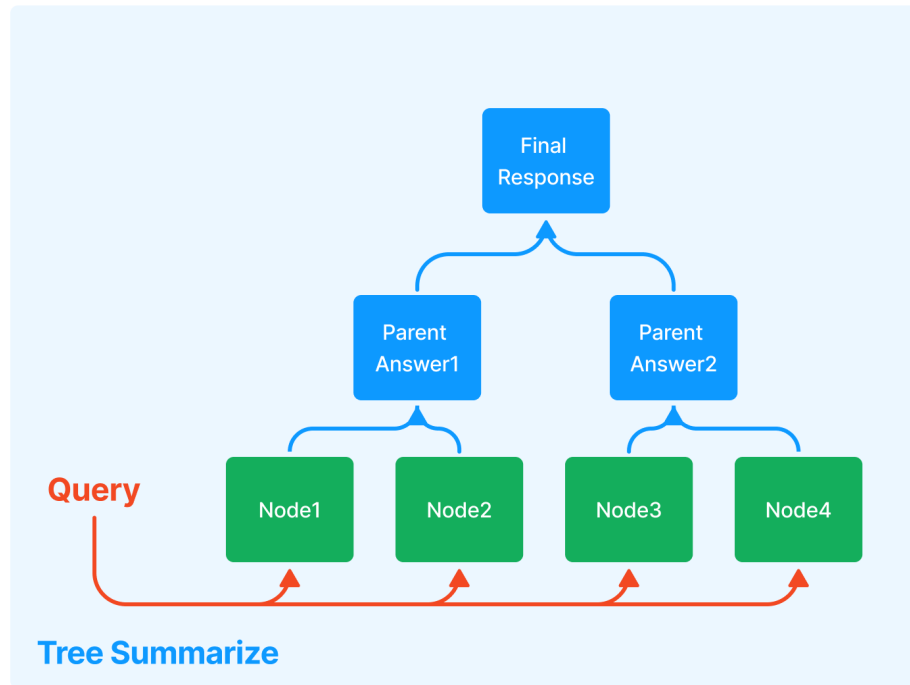 Final
Response
Parent
Answer1
Parent
Answer2
Query
Node1
Node2
Node3
Node4
Tree Summarize